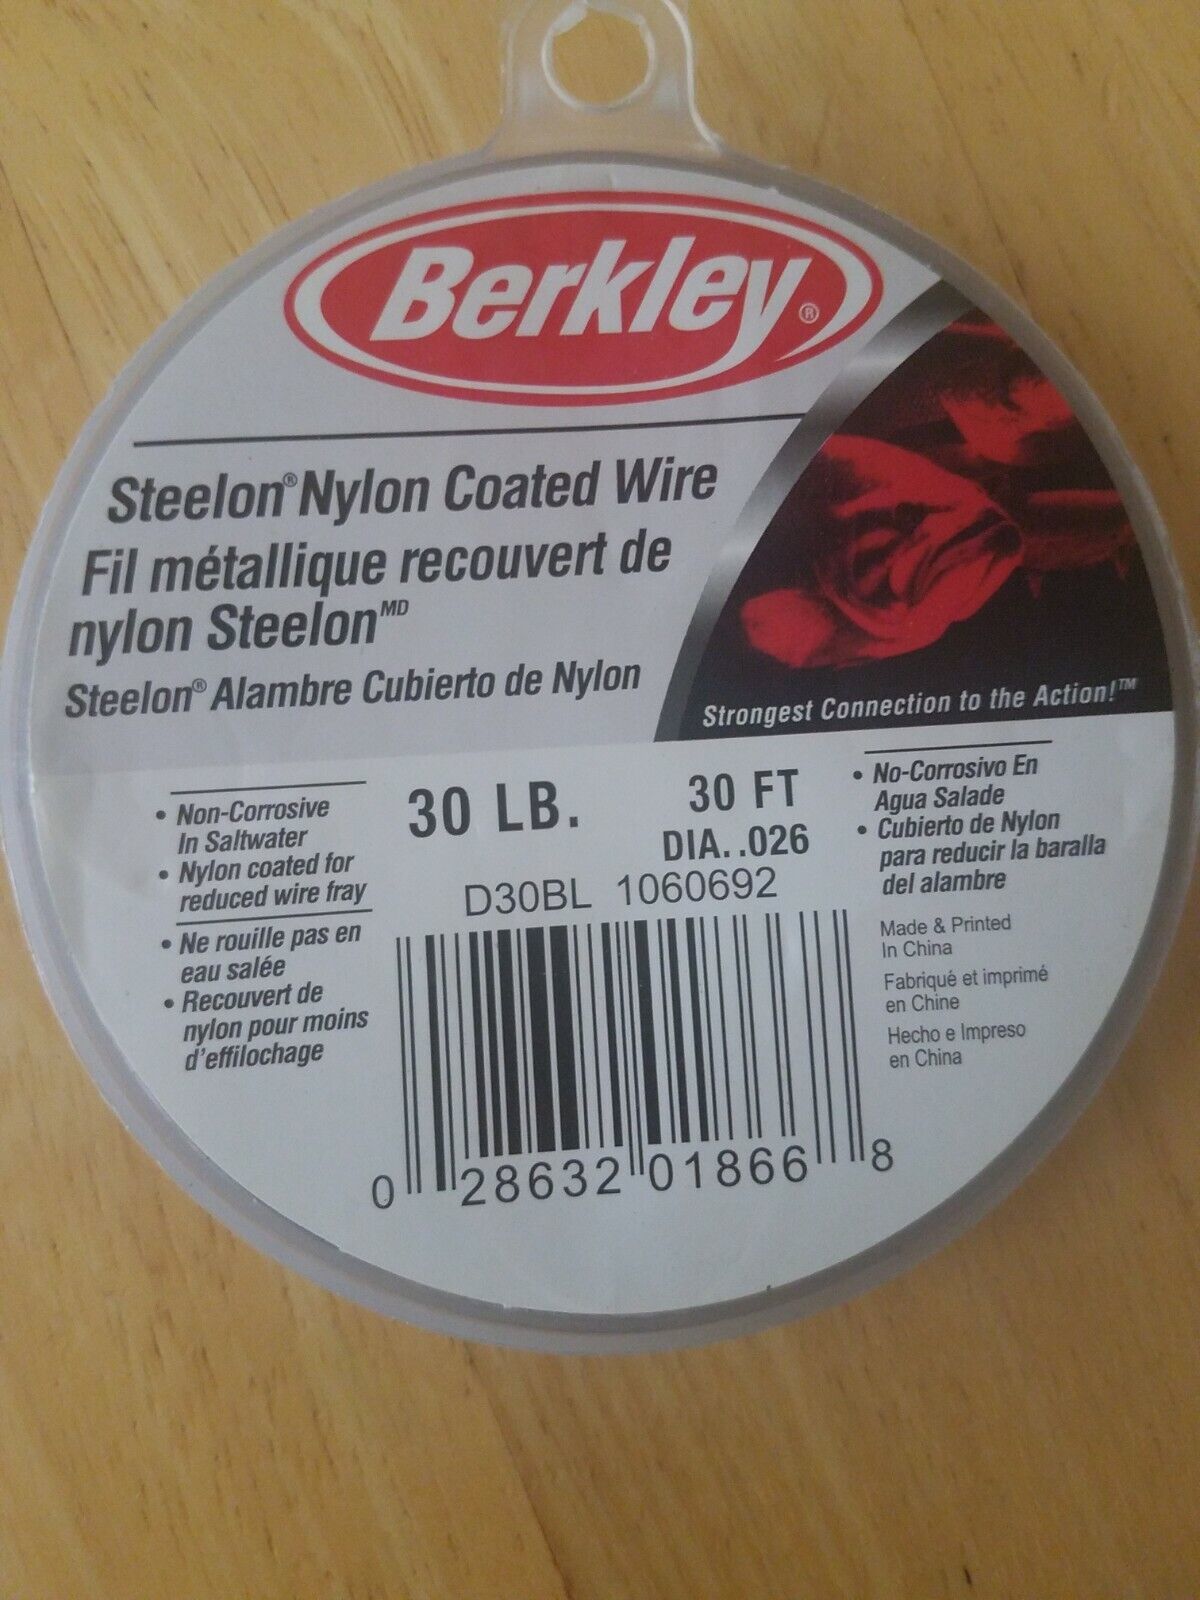 Berkley®
Steelon® Nylon Coated Wire
Fil métallique recouvert de
nylon Steelon MD
Steelon® Alambre Cubierto de Nylon
Strongest Connection to the Action!™
• Non-Corrosive
In Saltwater
• Nylon coated for
reduced wire fray
• Ne rouille pas en
eau salée
• Recouvert de
nylon pour moins
d'effilochage
30 LB.
30 FT
DIA. .026
D30BL 1060692
0 28632 01866 8
• No-Corrosivo En
Agua Salade
• Cubierto de Nylon
para reducir la baralla
del alambre
Made & Printed
In China
Fabriqué et imprimé
en Chine
Hecho e Impreso
en China